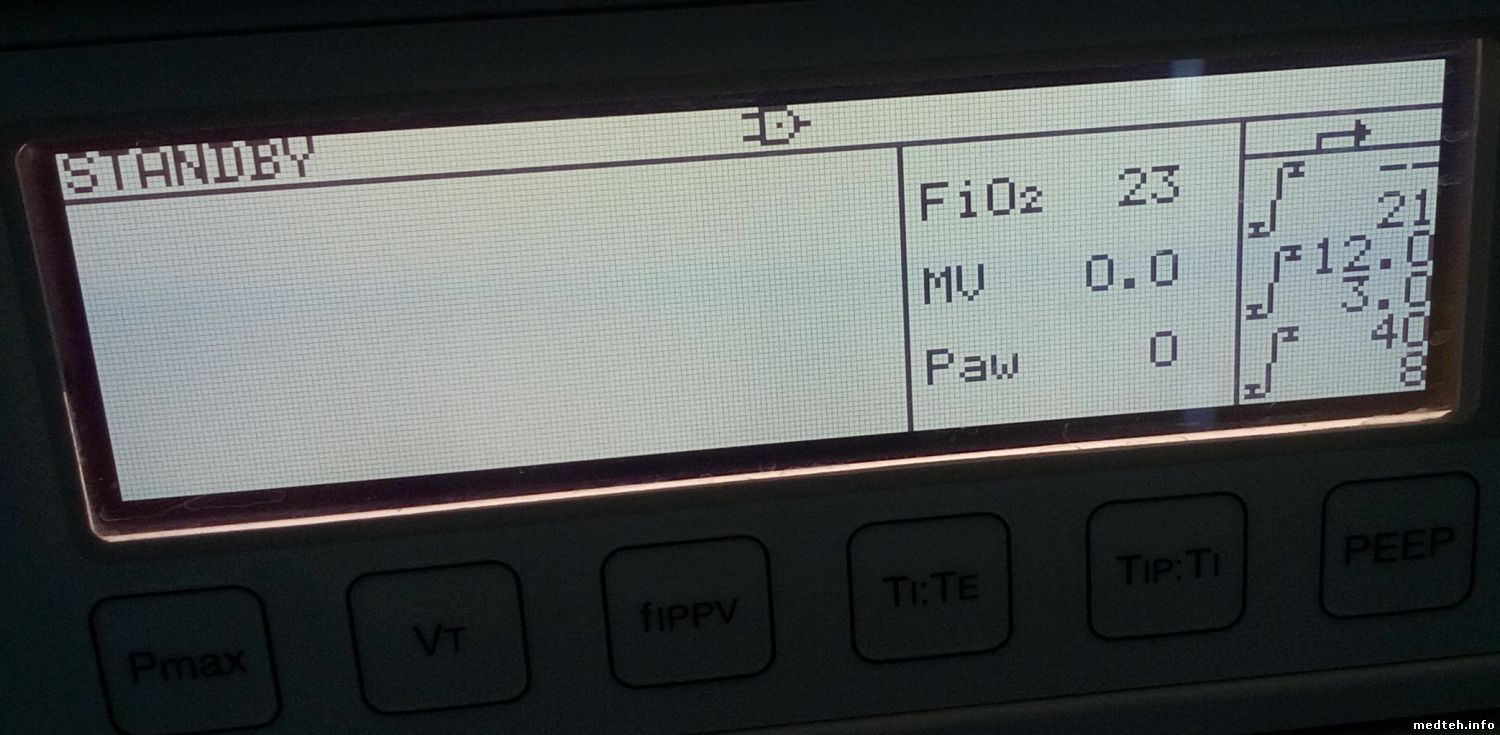 STANDBY
FiO₂ 23
--
21
MV 0.0
12.0
3.0
Paw 0
40
8
Pmax VT fIPPV TI:TE TIP:TI PEEP
medteh.info